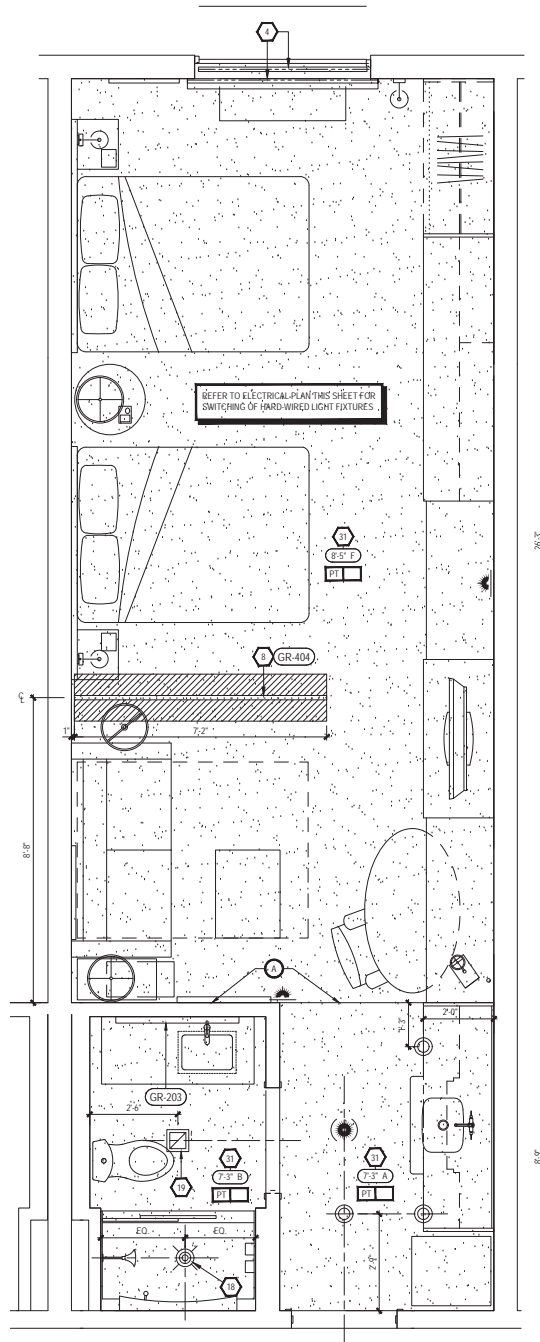 4
REFER TO ELECTRICAL PLAN THIS SHEET FOR
SWITCHING OF HARD-WIRED LIGHT FIXTURES
31
8'-5" F
PT
26'-3"
8 GR-404
1"
7'-2"
8'-8"
A
2'-0"
1'-3"
GR-203
2'-6"
31
7'-3" B
PT
19
31
7'-3" A
PT
8'-9"
EQ.
EQ.
2'-9"
18